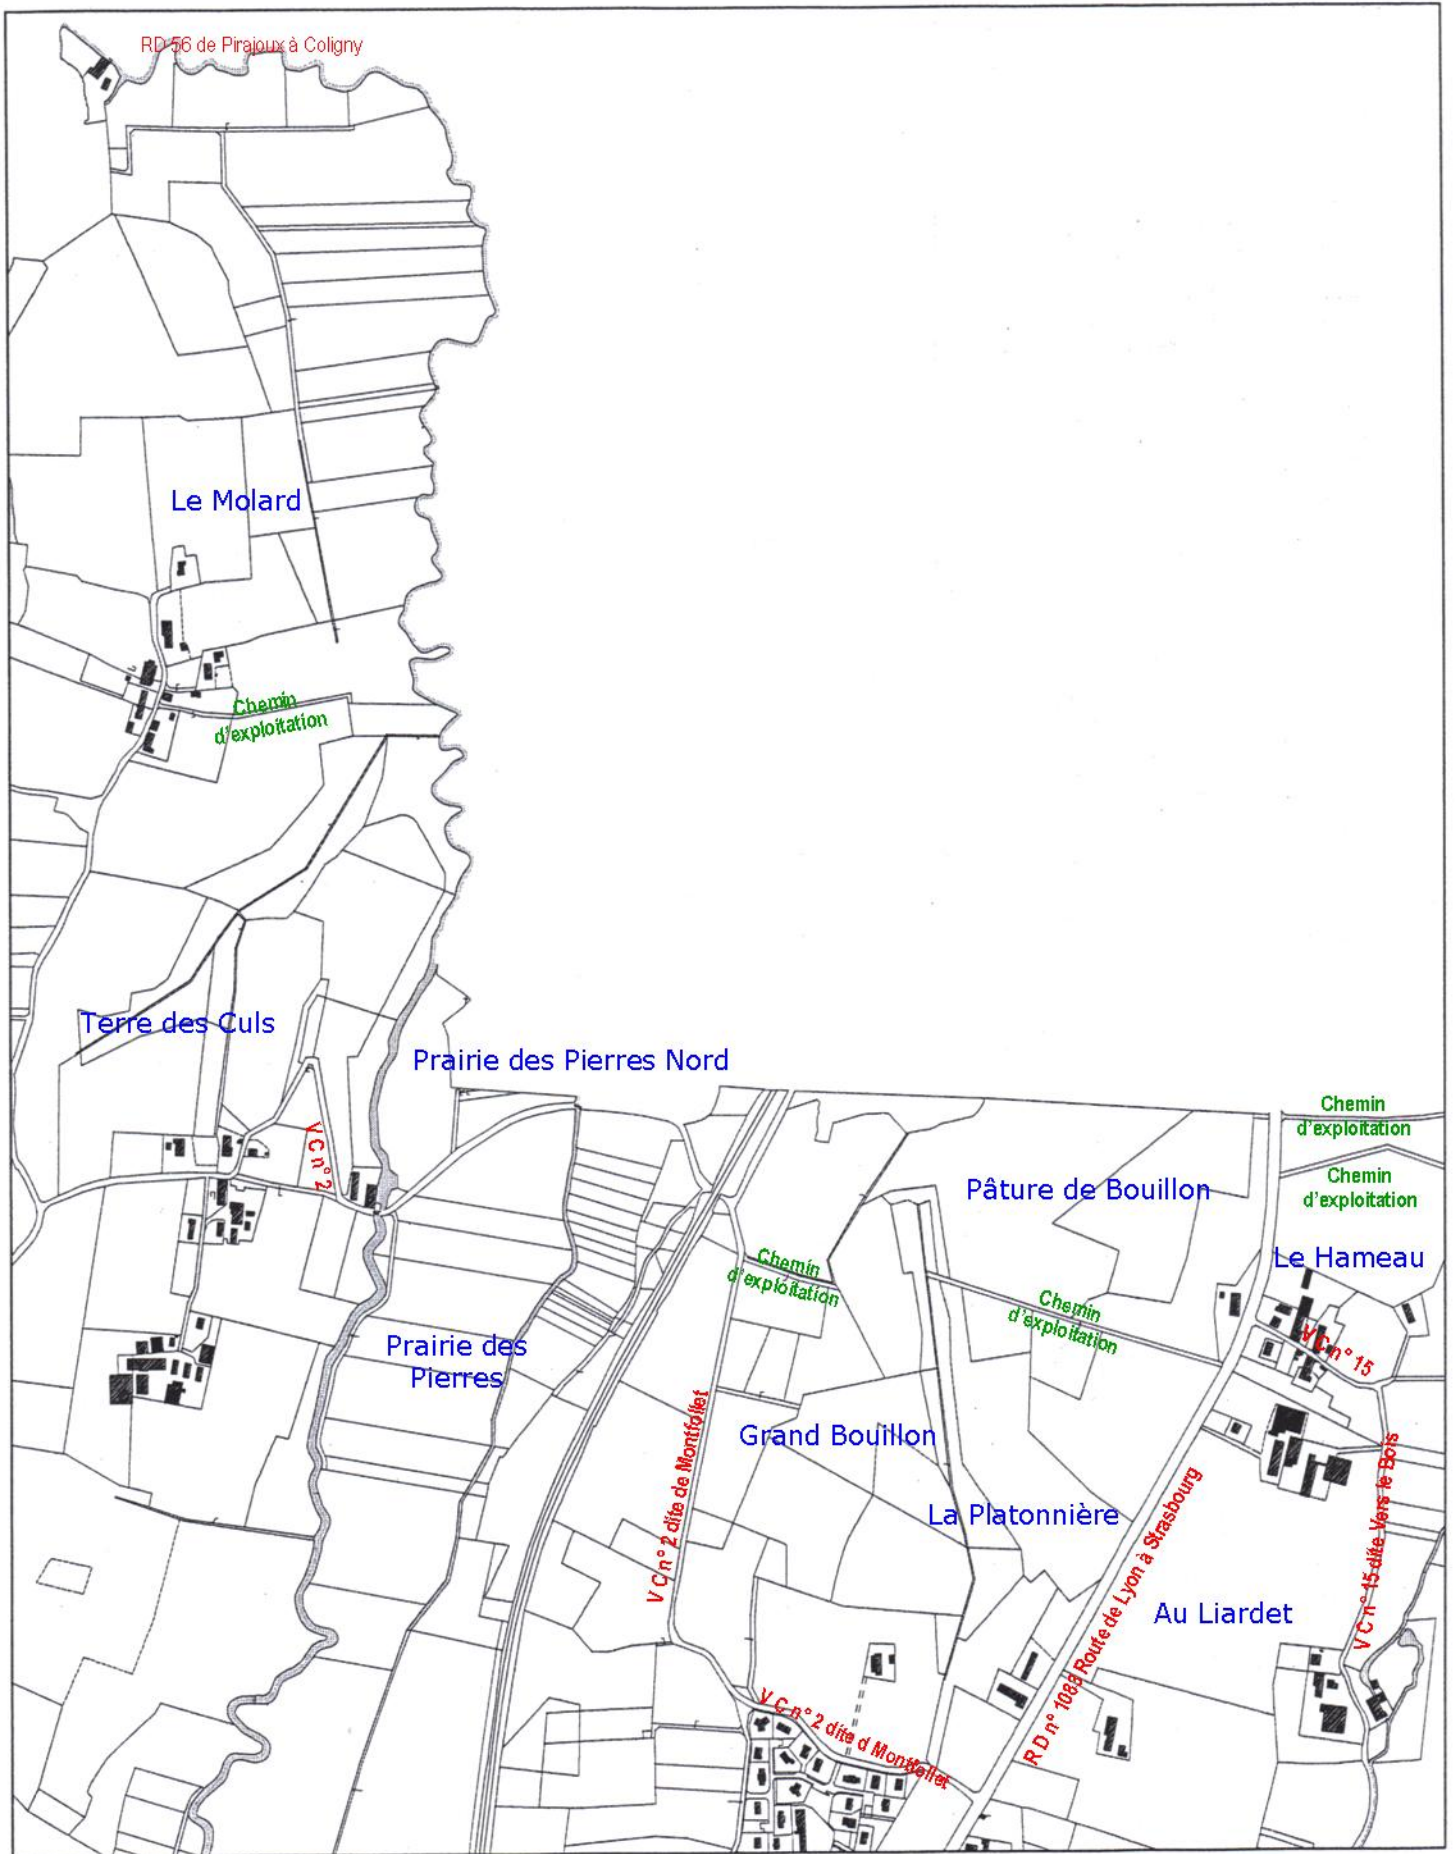 RD 56 de Pirajoux à Coligny
Le Molard
Chemin
d'exploitation
Terre des Culs
Prairie des Pierres Nord
Chemin
d'exploitation
V C n° 2
Pâture de Bouillon
Chemin
d'exploitation
Le Hameau
Chemin
d'exploitation
Chemin
d'exploitation
Prairie des
Pierres
V C n° 15
Grand Bouillon
V C n° 2 dite de Montfollet
La Platonnière
RD n° 1083 Route de Lyon à Strasbourg
V C n° 15 dite Vers le Bois
Au Liardet
V C n° 2 dite d Montfollet